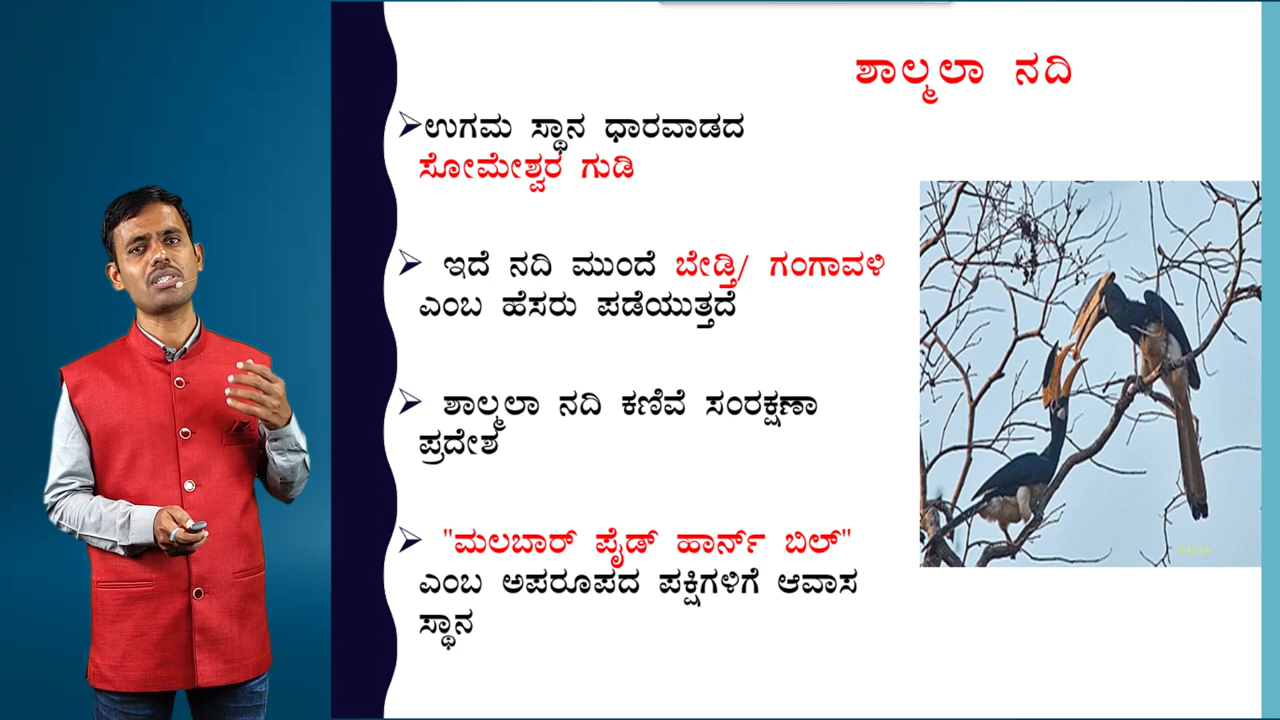 ಶಾಲ್ಮಲಾ ನದಿ
➢ಉಗಮ ಸ್ಥಾನ ಧಾರವಾಡದ
ಸೋಮೇಶ್ವರ ಗುಡಿ
➢ ಇದೆ ನದಿ ಮುಂದೆ ಬೇಡ್ತಿ/ ಗಂಗಾವಳಿ
ಎಂಬ ಹೆಸರು ಪಡೆಯುತ್ತದೆ
➢ ಶಾಲ್ಮಲಾ ನದಿ ಕಣಿವೆ ಸಂರಕ್ಷಣಾ
ಪ್ರದೇಶ
➢ "ಮಲಬಾರ್ ಪೈಡ್ ಹಾರ್ನ್ ಬಿಲ್"
ಎಂಬ ಅಪರೂಪದ ಪಕ್ಷಿಗಳಿಗೆ ಆವಾಸ
ಸ್ಥಾನ